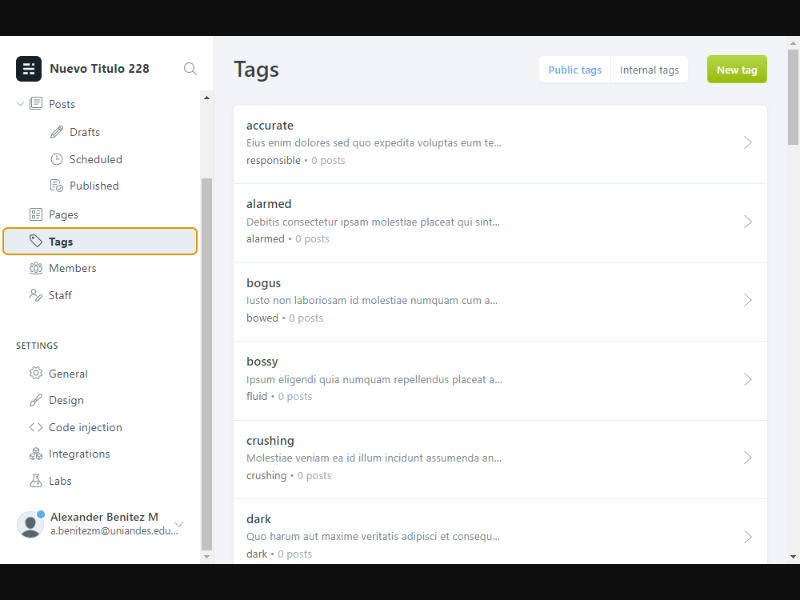 Nuevo Titulo 228
Posts
Drafts
Scheduled
Published
Pages
Tags
Members
Staff
SETTINGS
General
Design
Code injection
Integrations
Labs
Alexander Benitez M
a.benitezm@uniandes.edu...
Tags
Public tags
Internal tags
New tag
accurate
Eius enim dolores sed quo expedita voluptas eum te...
responsible • 0 posts
alarmed
Debitis consectetur ipsam molestiae placeat qui sint...
alarmed • 0 posts
bogus
Iusto non laboriosam id molestiae numquam cum a...
bowed • 0 posts
bossy
Ipsum eligendi quia numquam repellendus placeat a...
fluid • 0 posts
crushing
Molestiae veniam ea id illum incidunt assumenda an...
crushing • 0 posts
dark
Quo harum aut maxime veritatis adipisci et consequ...
dark • 0 posts